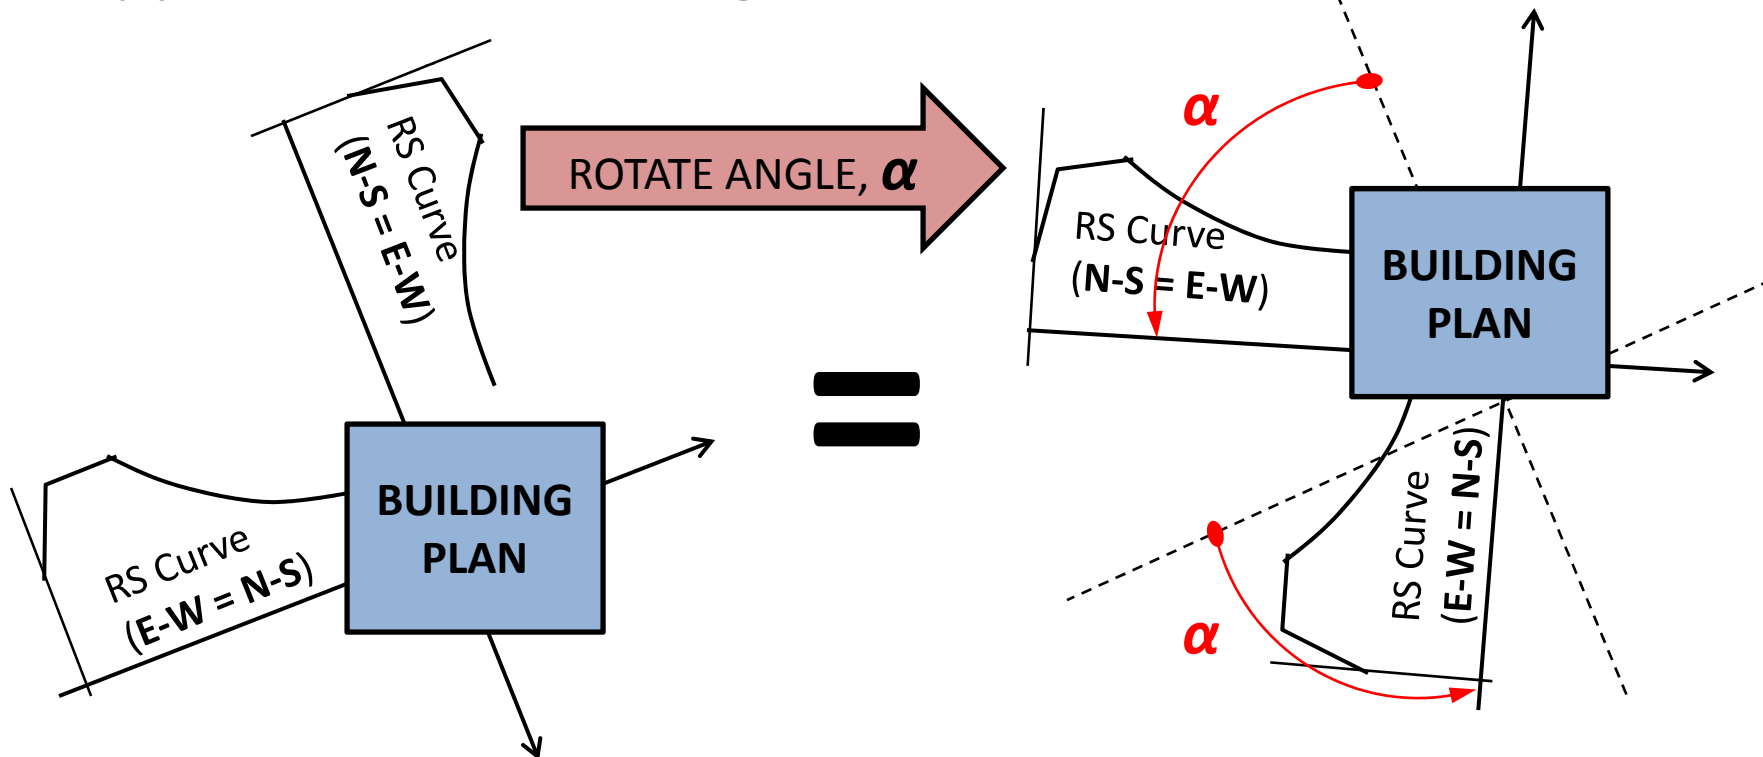 RS Curve
(N-S = E-W)
ROTATE ANGLE, α
α
RS Curve
(N-S = E-W)
BUILDING
PLAN
RS Curve
(E-W = N-S)
BUILDING
PLAN
RS Curve
(E-W = N-S)
α